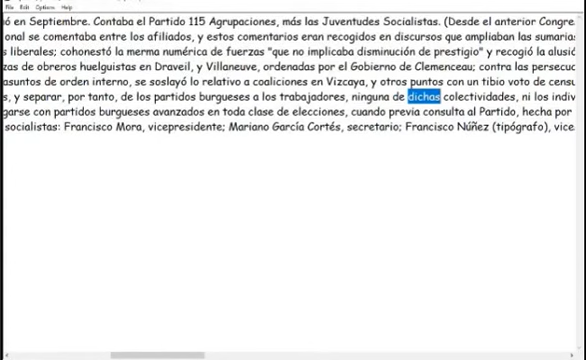 File Edit Options Help
ió en Septiembre. Contaba el Partido 115 Agrupaciones, más las Juventudes Socialistas. (Desde el anterior Congre
onal se comentaba entre los afiliados, y estos comentarios eran recogidos en discursos que ampliaban las sumaria
s liberales; cohonestó la merma numérica de fuerzas "que no implicaba disminución de prestigio" y recogió la alusió
zas de obreros huelguistas en Draveil, y Villaneuve, ordenadas por el Gobierno de Clemenceau; contra las persecuc
asuntos de orden interno, se soslayó lo relativo a coaliciones en Vizcaya, y otros puntos con un tibio voto de censu
s, y separar, por tanto, de los partidos burgueses a los trabajadores, ninguna de dichas colectividades, ni los indiv
garse con partidos burgueses avanzados en toda clase de elecciones, cuando previa consulta al Partido, hecha por
socialistas: Francisco Mora, vicepresidente; Mariano García Cortés, secretario; Francisco Núñez (tipógrafo), vice